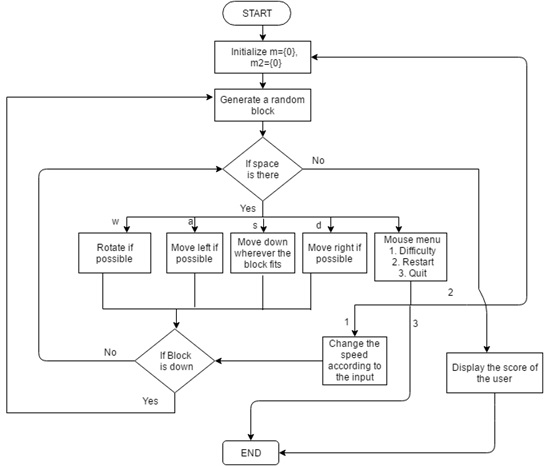 START
Initialize m={0},
m2={0}
Generate a random
block
If space
is there
No
Yes
w
a
s
d
Rotate if
possible
Move left if
possible
Move down
wherever the
block fits
Move right if
possible
Mouse menu
1. Difficulty
2. Restart
3. Quit
2
1
3
No
If Block
is down
Change the
speed
according to
the input
Display the score of
the user
Yes
END